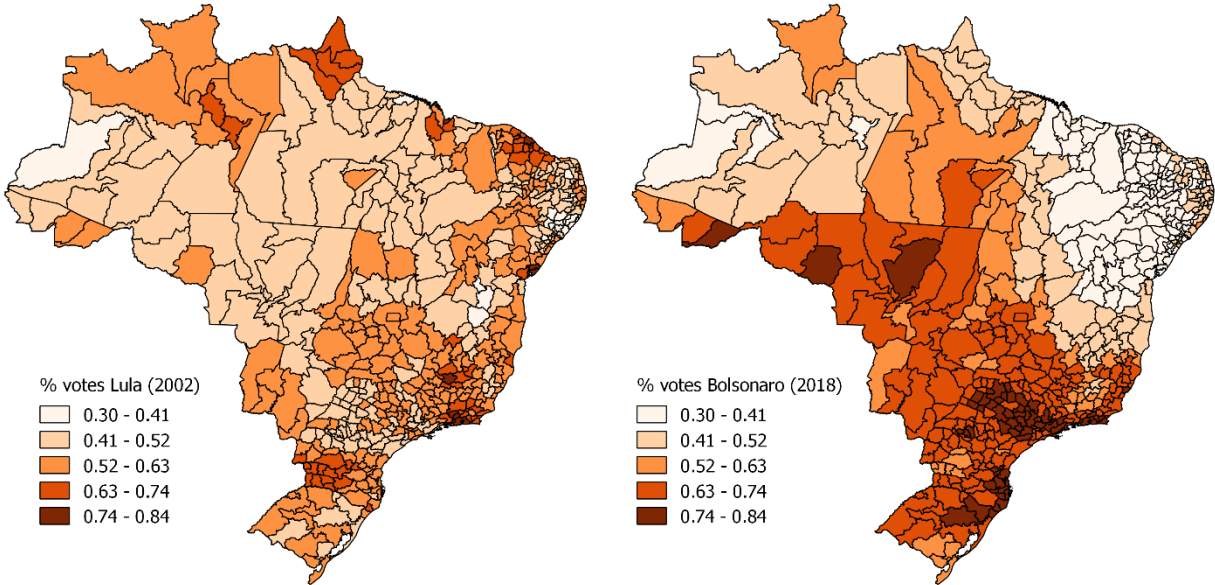 % votes Lula (2002)
0.30 - 0.41
0.41 - 0.52
0.52 - 0.63
0.63 - 0.74
0.74 - 0.84
% votes Bolsonaro (2018)
0.30 - 0.41
0.41 - 0.52
0.52 - 0.63
0.63 - 0.74
0.74 - 0.84